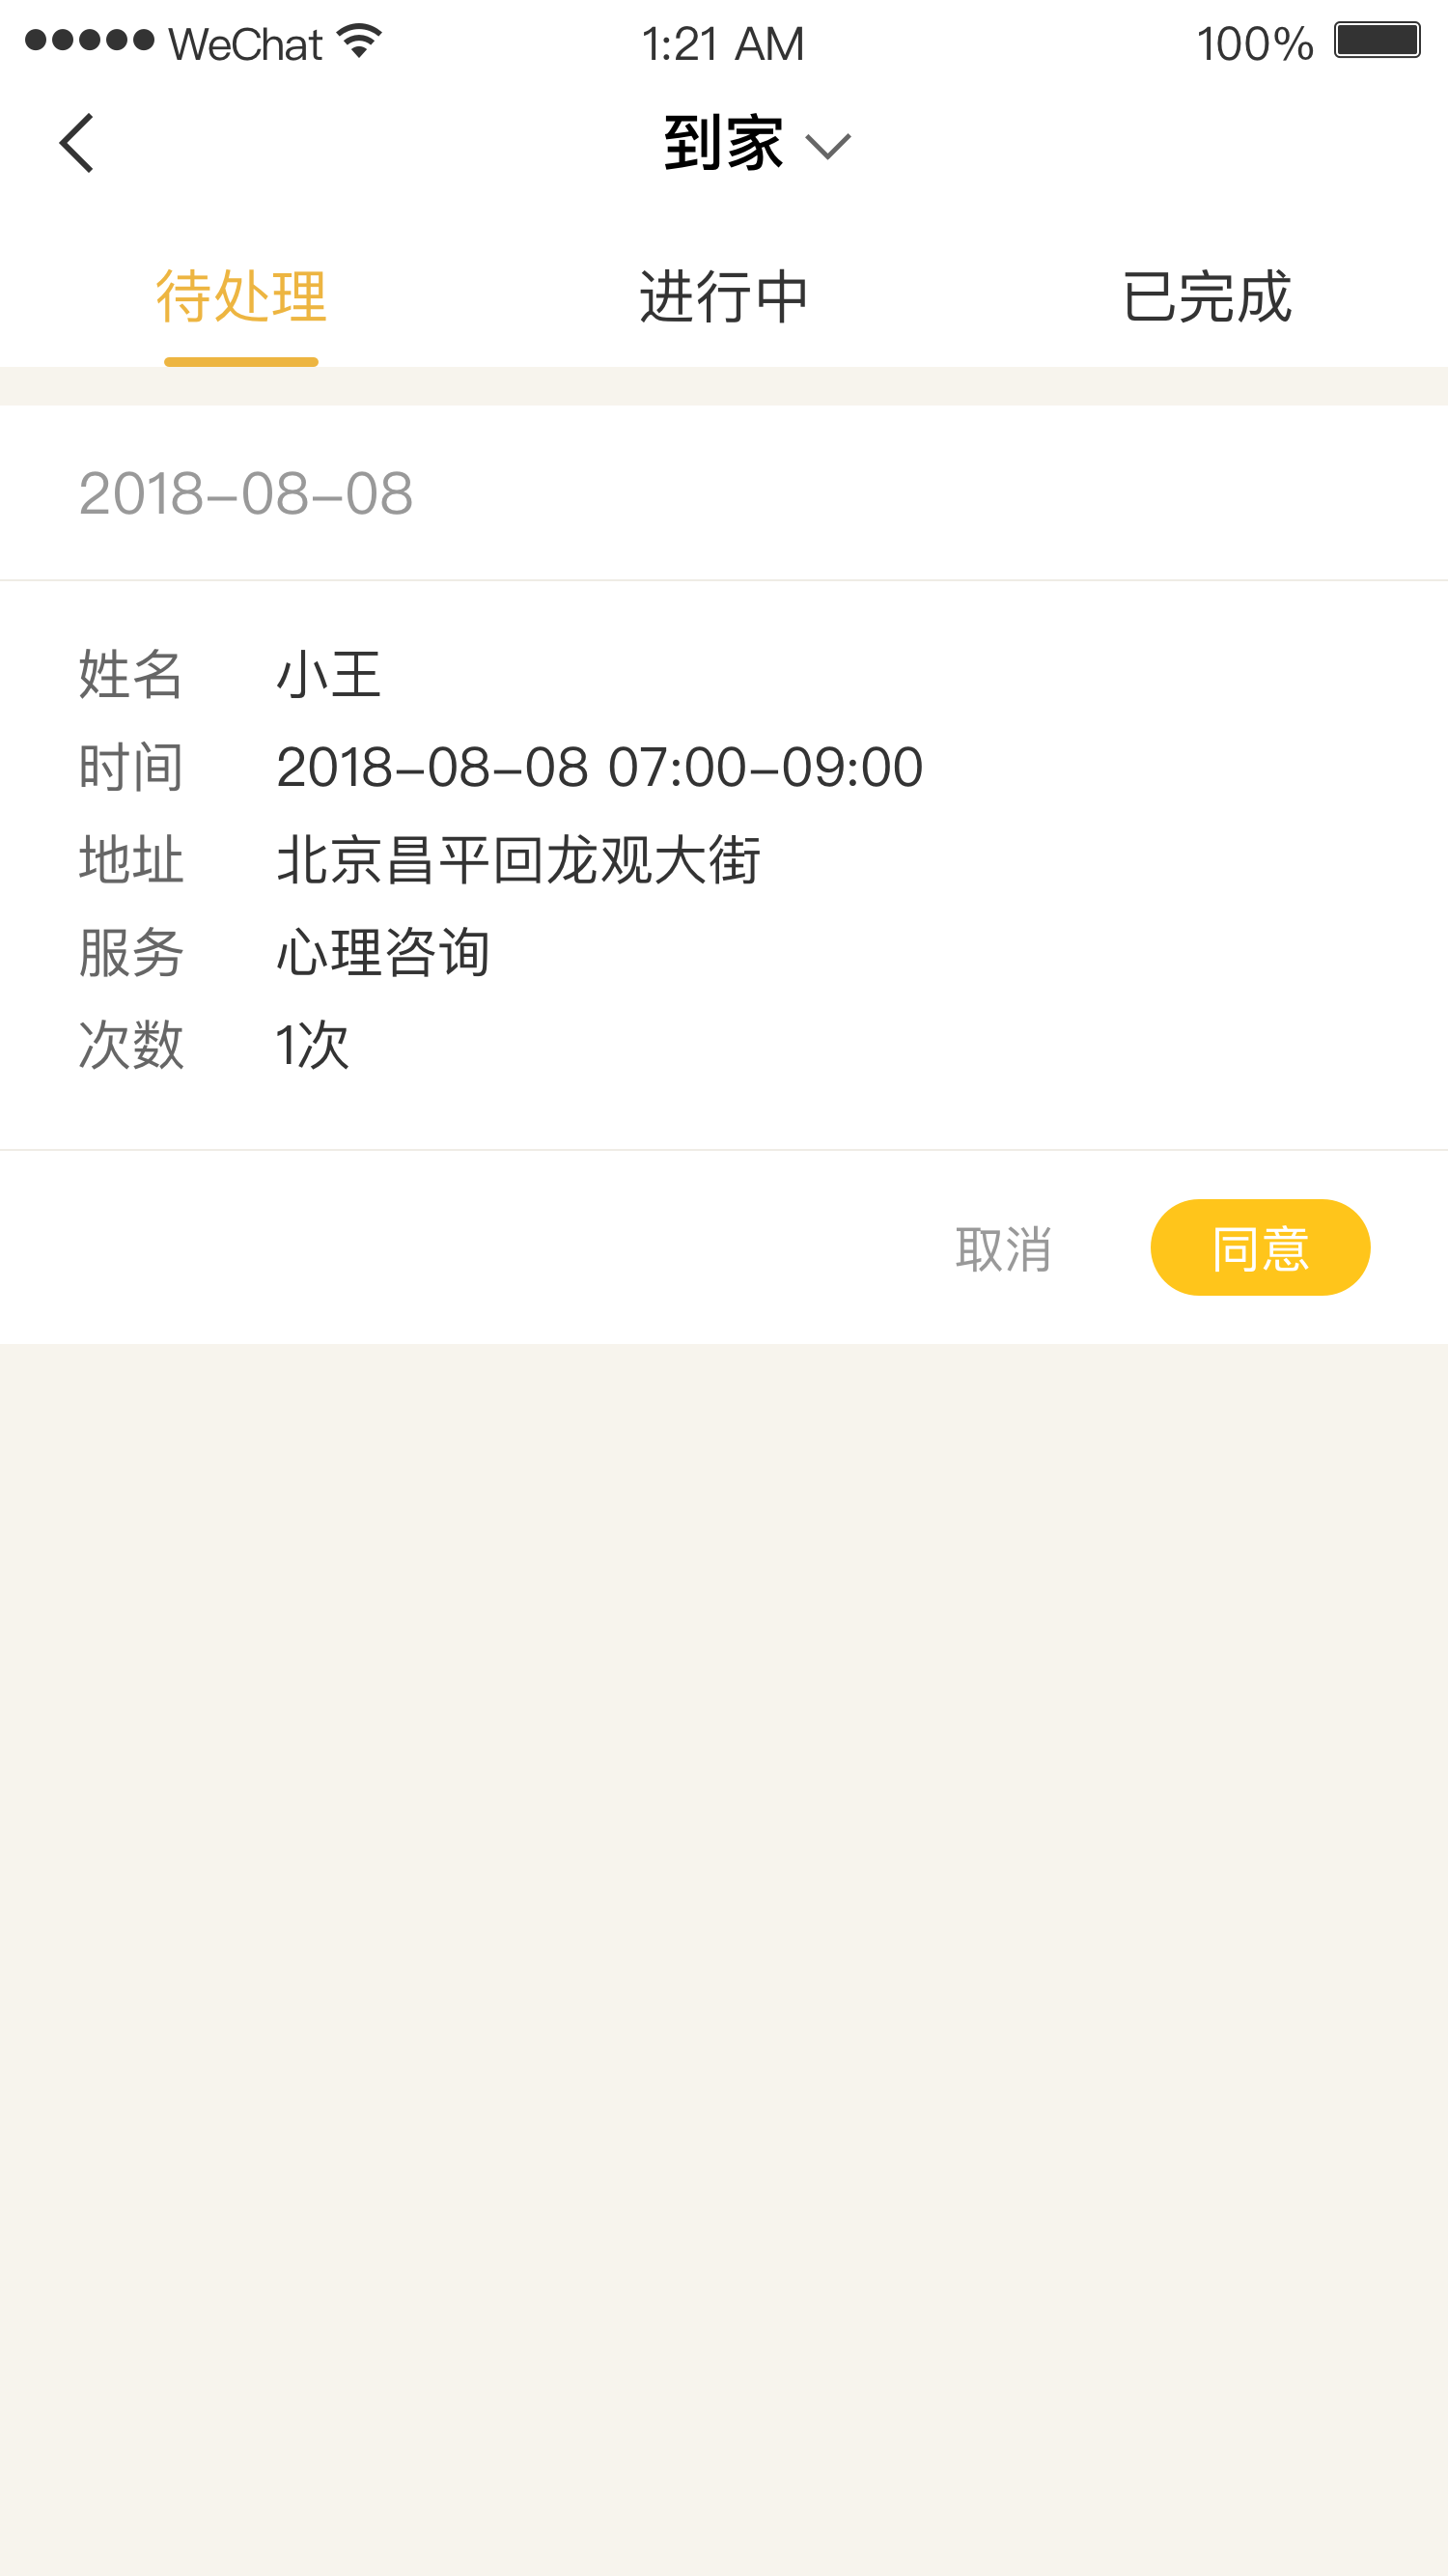 WeChat 1:21 AM 100%
到家
待处理 进行中 已完成
2018-08-08
姓名 小王
时间 2018-08-08 07:00-09:00
地址 北京昌平回龙观大街
服务 心理咨询
次数 1次
取消 同意